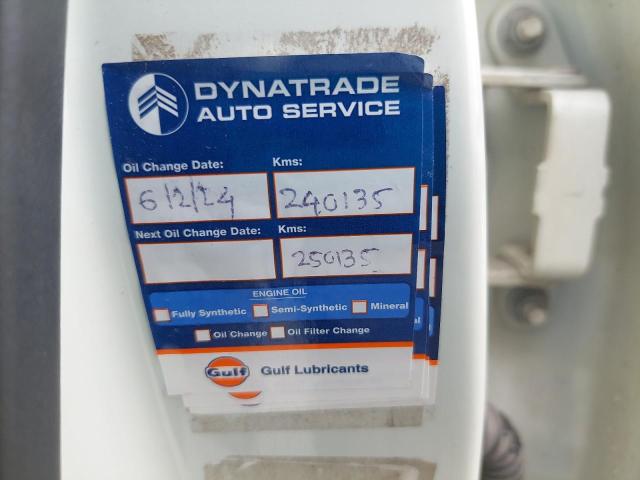 DYNATRADE
AUTO SERVICE
Oil Change Date: Kms:
6/2/24 240135
Next Oil Change Date: Kms:
250135
ENGINE OIL
Fully Synthetic Semi-Synthetic Mineral
Oil Change Oil Filter Change
Gulf Gulf Lubricants